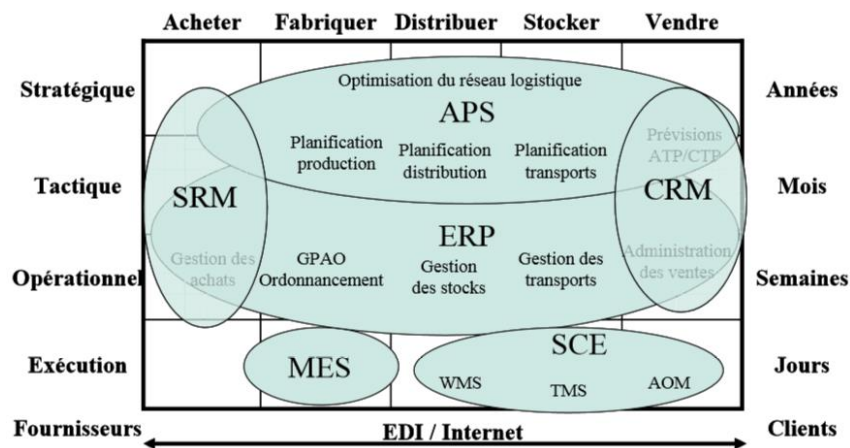 Acheter Fabriquer Distribuer Stocker Vendre
Stratégique
Optimisation du réseau logistique
Années
APS
Planification
production
Planification
distribution
Planification
transports
Prévisions
ATP/CTP
Tactique
SRM
CRM
Mois
ERP
Opérationnel
Gestion des
achats
GPAO
Ordonnancement
Gestion
des stocks
Gestion des
transports
Administration
des ventes
Semaines
Exécution
MES
SCE
WMS
TMS
AOM
Jours
Fournisseurs
EDI / Internet
Clients